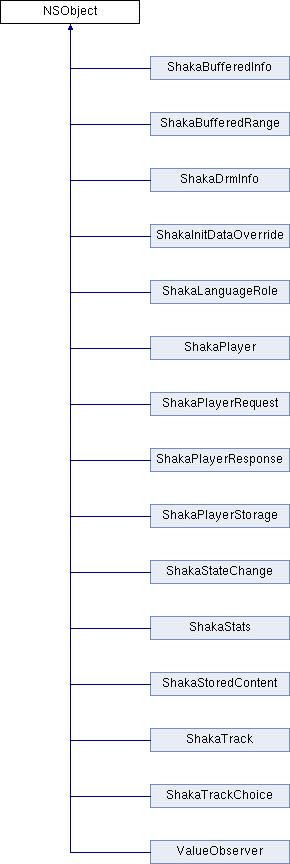 NSObject
ShakaBufferedInfo
ShakaBufferedRange
ShakaDrmInfo
ShakaInitDataOverride
ShakaLanguageRole
ShakaPlayer
ShakaPlayerRequest
ShakaPlayerResponse
ShakaPlayerStorage
ShakaStateChange
ShakaStats
ShakaStoredContent
ShakaTrack
ShakaTrackChoice
ValueObserver